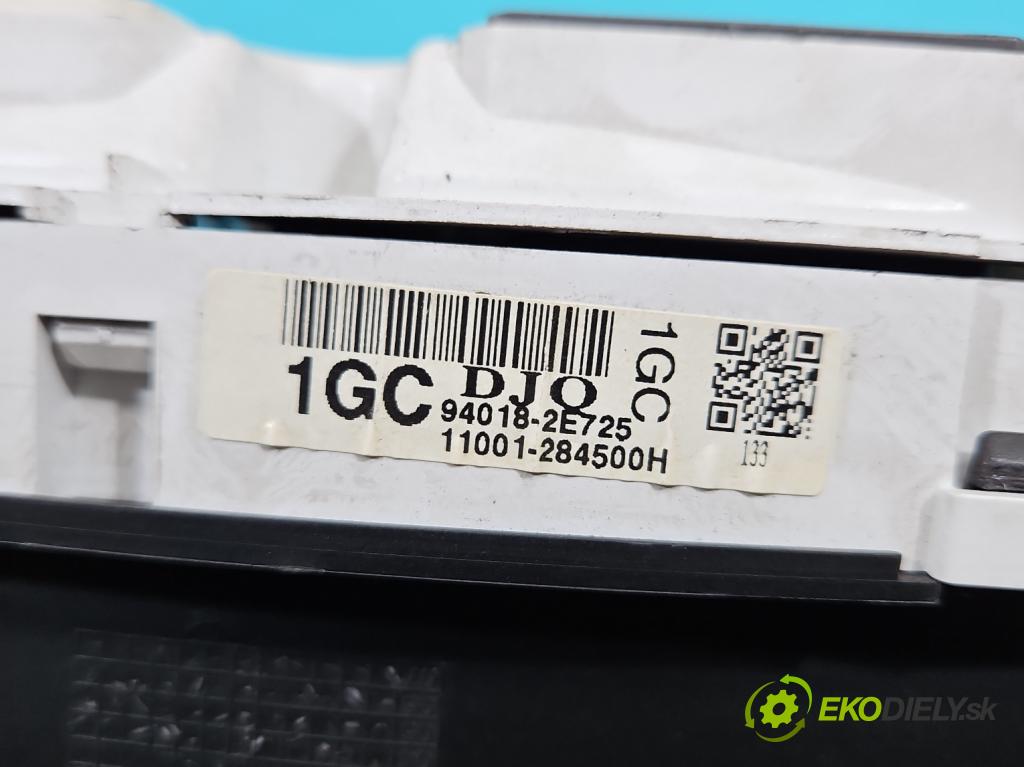 1GC
DJQ
94018-2E725
11001-284500H
1GC
133
EKODIELY.sk